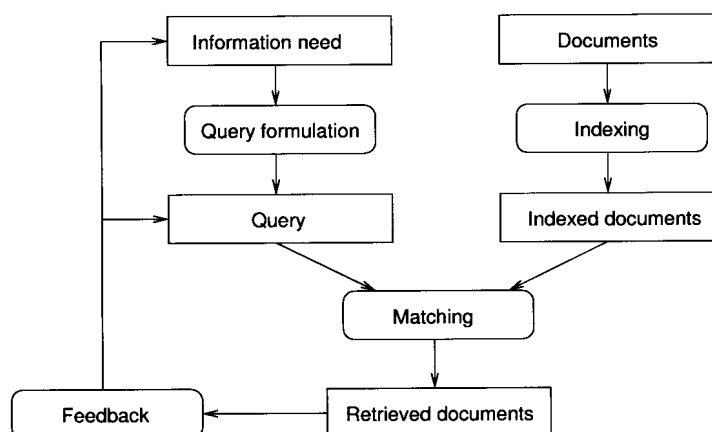 Information need
Documents
Query formulation
Indexing
Query
Indexed documents
Matching
Feedback
Retrieved documents